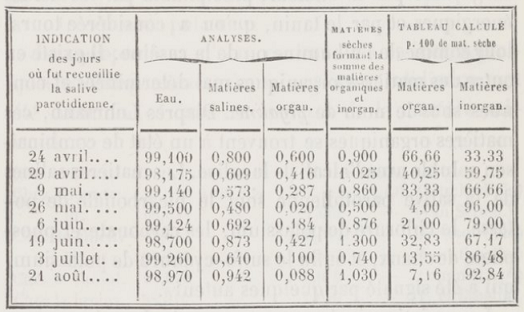 INDICATION
des jours
où fut recueillie
la salive
parotidienne.
ANALYSES.
Eau.
Matières
salines.
Matières
organ.
MATIÈRES
sèches
formant la
somme des
matières
organiques
et
inorgan.
TABLEAU CALCULÉ
p. 100 de mat. sèche
Matières
organ.
Matières
inorgan.
24 avril.... 99,100 0,800 0,600 0,900 66,66 33.33
29 avril.... 98,175 0,609 0,416 1 025 40,25 59,75
9 mai.... 99,140 0,573 0,287 0,860 33,33 66,66
26 mai.... 99,500 0,480 0,020 0,500 4,00 96,00
6 juin.... 99,124 0,692 0.184 0.876 21,00 79,00
19 juin.... 98,700 0,873 0,427 1.300 32,83 67.17
3 juillet. 99.260 0,640 0 100 0,740 13,55 86,48
21 août.... 98,970 0,942 0,088 1,030 7,16 92,84